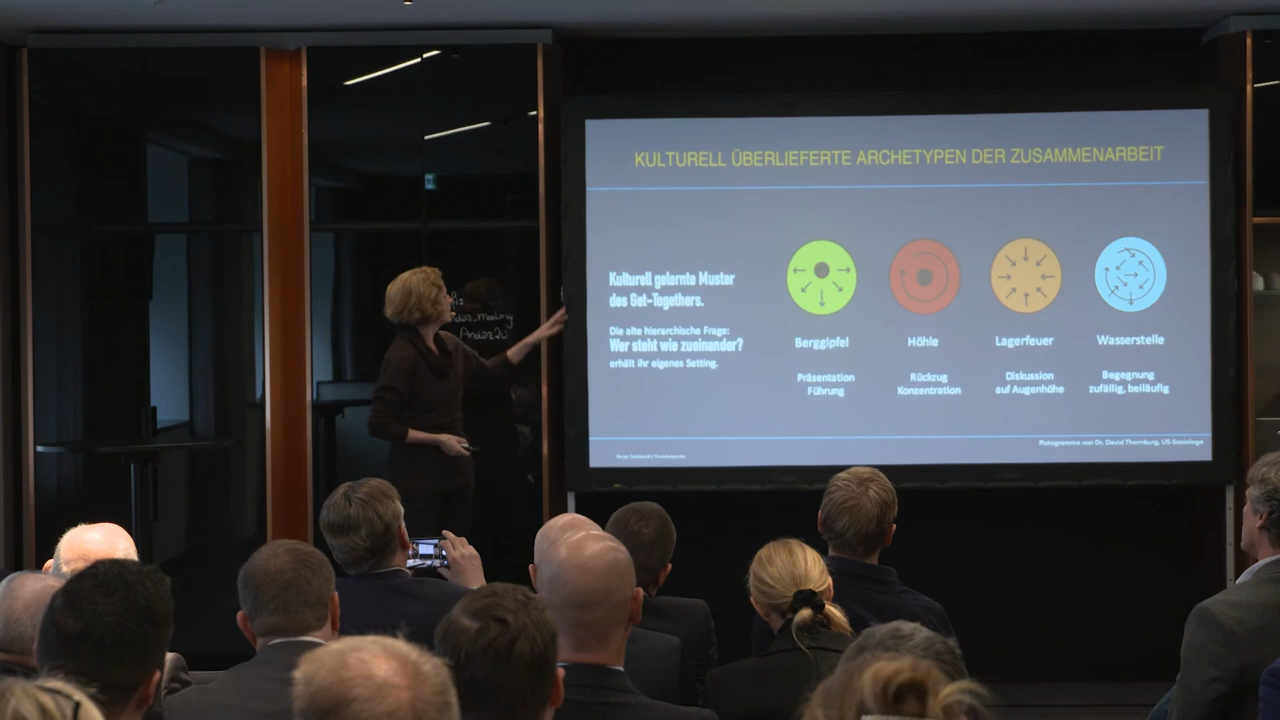 KULTURELL ÜBERLIEFERTE ARCHETYPEN DER ZUSAMMENARBEIT
Kulturell gelernte Muster
des Get-Togethers.
Die alte hierarchische Frage:
Wer steht wie zueinander?
erhält ihr eigenes Setting.
Berggipfel
Präsentation
Führung
Höhle
Rückzug
Konzentration
Lagerfeuer
Diskussion
auf Augenhöhe
Wasserstelle
Begegnung
zufällig, beiläufig
Piktogramme von Dr. David Thornburg, US-Soziologe
Andaz20